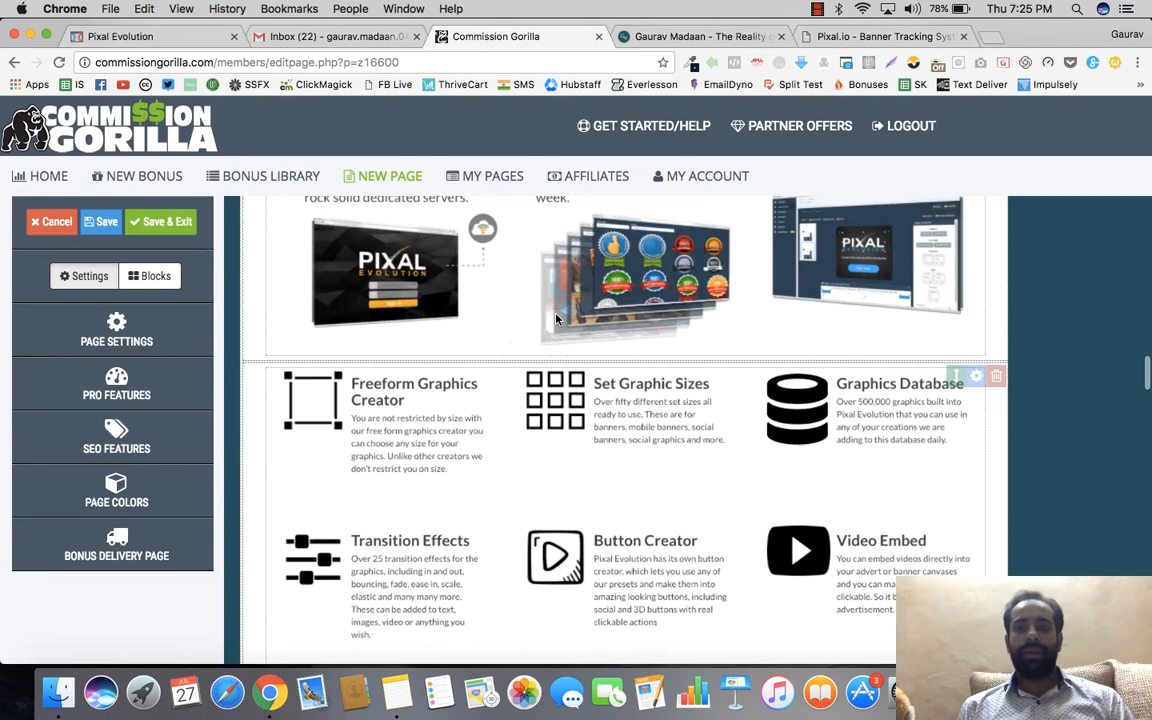 Chrome File Edit View History Bookmarks People Window Help 78% Thu 7:25 PM
Pixal Evolution Inbox (22) - gaurav.madaan.0 Commission Gorilla Gaurav Madaan - The Reality o Pixal.io - Banner Tracking Sys Gaurav
commissiongorilla.com/members/editpage.php?p=z16600
Apps IS SSFX ClickMagick FB Live ThriveCart SMS Hubstaff Everlesson EmailDyno Split Test Bonuses SK Text Deliver Impulsely
COMMI$$ION
GORILLA
GET STARTED/HELP PARTNER OFFERS LOGOUT
HOME NEW BONUS BONUS LIBRARY NEW PAGE MY PAGES AFFILIATES MY ACCOUNT
Cancel Save Save & Exit
Settings Blocks
PAGE SETTINGS
PRO FEATURES
SEO FEATURES
PAGE COLORS
BONUS DELIVERY PAGE
rock solid dedicated servers.
week.
PIXAL
EVOLUTION
PIXAL
Freeform Graphics
Creator
You are not restricted by size with
our free form graphics creator you
can choose any size for your
graphics. Unlike other creators we
don't restrict you on size.
Set Graphic Sizes
Over fifty different set sizes all
ready to use. These are for
banners, mobile banners, social
banners, social graphics and more.
Graphics Database
Over 500,000 graphics built into
Pixal Evolution that you can use in
any of your creations we are
adding to this database daily.
Transition Effects
Over 25 transition effects for the
graphics, including in and out,
bouncing, fade, ease in, scale,
elastic and many many more.
These can be added to text,
images, video or anything you
wish.
Button Creator
Pixal Evolution has its own button
creator, which lets you use any of
our presets and make them into
amazing looking buttons, including
social and 3D buttons with real
clickable actions
Video Embed
You can embed videos directly into
your advert or banner canvases
and you can ma
clickable. So it b
advertisement.
JUL
27
3